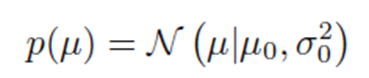 p(μ) = 𝒩 (μ|μ₀, σ₀²)